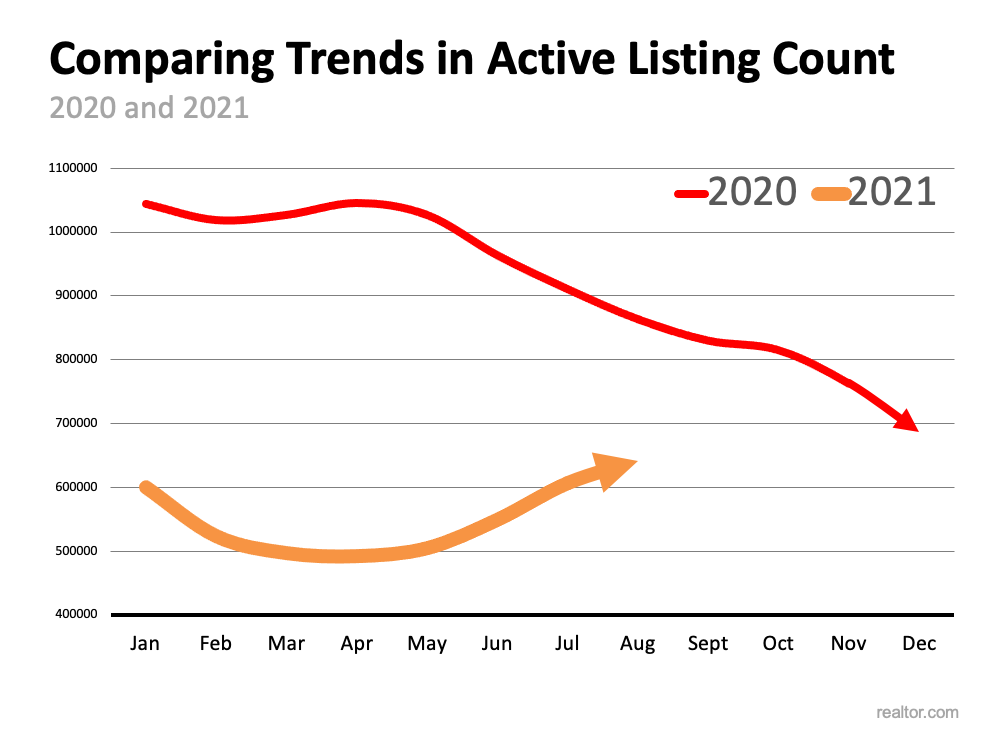 Comparing Trends in Active Listing Count
2020 and 2021
1100000
2020 2021
1000000
900000
800000
700000
600000
500000
400000
Jan Feb Mar Apr May Jun Jul Aug Sept Oct Nov Dec
realtor.com